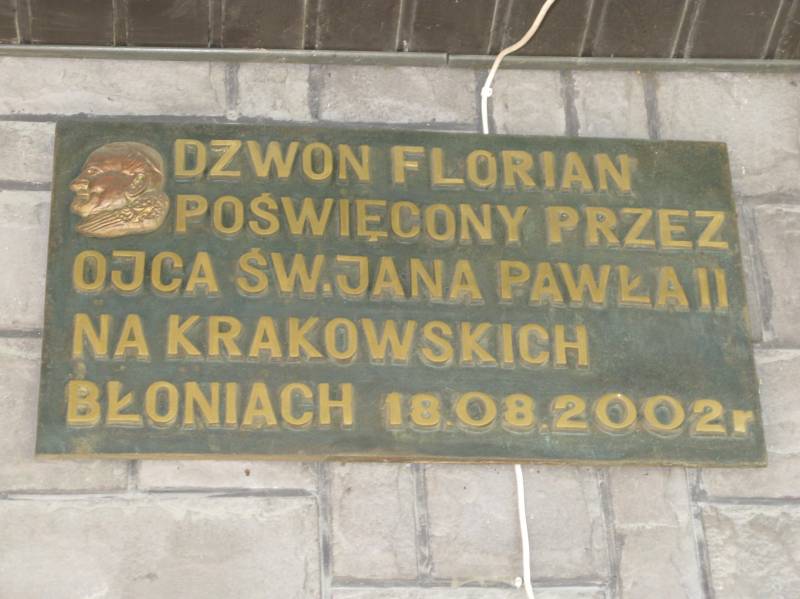 DZWON FLORIAN
POŚWIĘCONY PRZEZ
OJCA ŚW.JANA PAWŁA II
NA KRAKOWSKICH
BŁONIACH 18.08.2002r